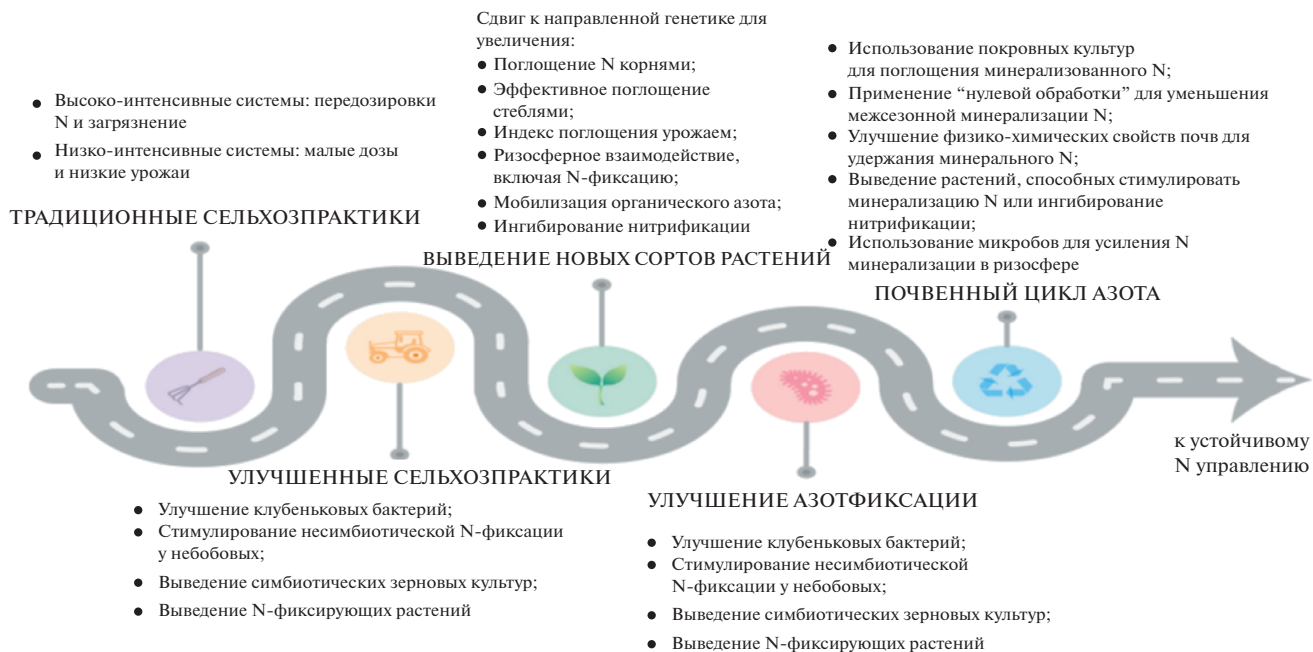 ● Высоко-интенсивные системы: передозировки
N и загрязнение
● Низко-интенсивные системы: малые дозы
и низкие урожаи
ТРАДИЦИОННЫЕ СЕЛЬХОЗПРАКТИКИ
Сдвиг к направленной генетике для
увеличения:
● Поглощение N корнями;
● Эффективное поглощение
стеблями;
● Индекс поглощения урожаем;
● Ризосферное взаимодействие,
включая N-фиксацию;
● Мобилизация органического азота;
● Ингибирование нитрификации
ВЫВЕДЕНИЕ НОВЫХ СОРТОВ РАСТЕНИЙ
● Использование покровных культур
для поглощения минерализованного N;
● Применение “нулевой обработки” для уменьшения
межсезонной минерализации N;
● Улучшение физико-химических свойств почв для
удержания минерального N;
● Выведение растений, способных стимулировать
минерализацию N или ингибирование
нитрификации;
● Использование микробов для усиления N
минерализации в ризосфере
ПОЧВЕННЫЙ ЦИКЛ АЗОТА
к устойчивому
N управлению
УЛУЧШЕННЫЕ СЕЛЬХОЗПРАКТИКИ
● Улучшение клубеньковых бактерий;
● Стимулирование несимбиотической N-фиксации
у небобовых;
● Выведение симбиотических зерновых культур;
● Выведение N-фиксирующих растений
УЛУЧШЕНИЕ АЗОТФИКСАЦИИ
● Улучшение клубеньковых бактерий;
● Стимулирование несимбиотической
N-фиксации у небобовых;
● Выведение симбиотических зерновых культур;
● Выведение N-фиксирующих растений